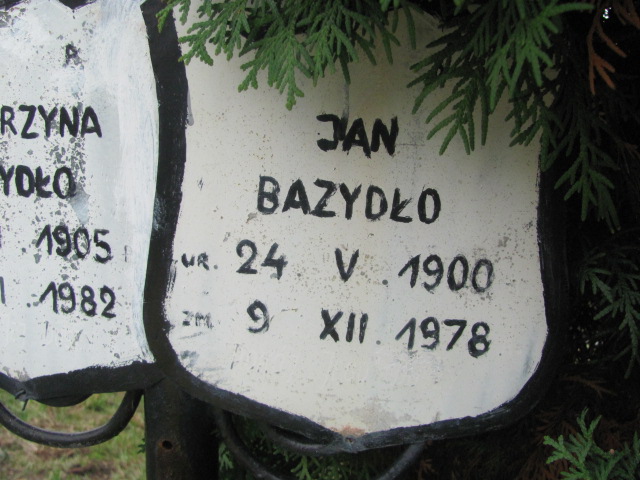 RZYNA
YDŁO
1905
1982
JAN
BAZYDŁO
UR. 24 V. 1900
ZM. 9 XII. 1978